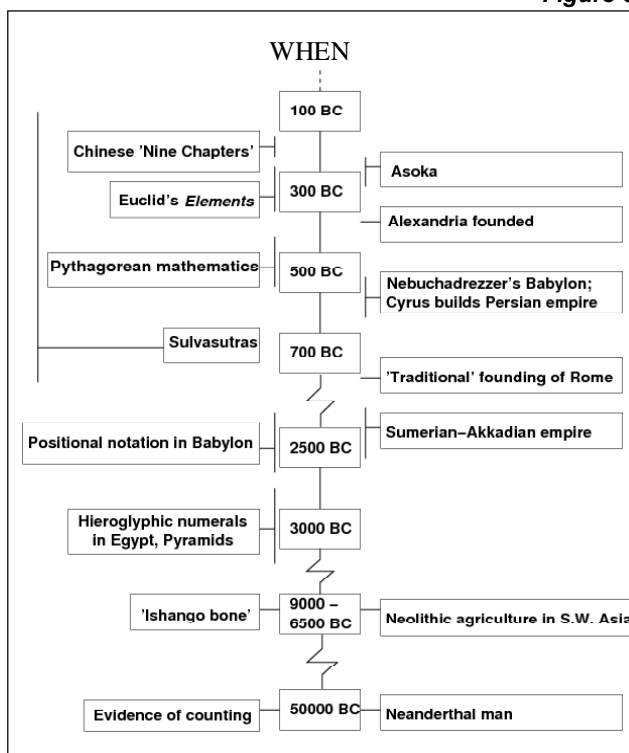 Figure
WHEN
100 BC
Chinese 'Nine Chapters'
Asoka
300 BC
Euclid's Elements
Alexandria founded
Pythagorean mathematics
500 BC
Nebuchadrezzer's Babylon;
Cyrus builds Persian empire
Sulvasutras
700 BC
'Traditional' founding of Rome
Positional notation in Babylon
2500 BC
Sumerian–Akkadian empire
Hieroglyphic numerals
in Egypt, Pyramids
3000 BC
'Ishango bone'
9000 –
6500 BC
Neolithic agriculture in S.W. Asia
Evidence of counting
50000 BC
Neanderthal man